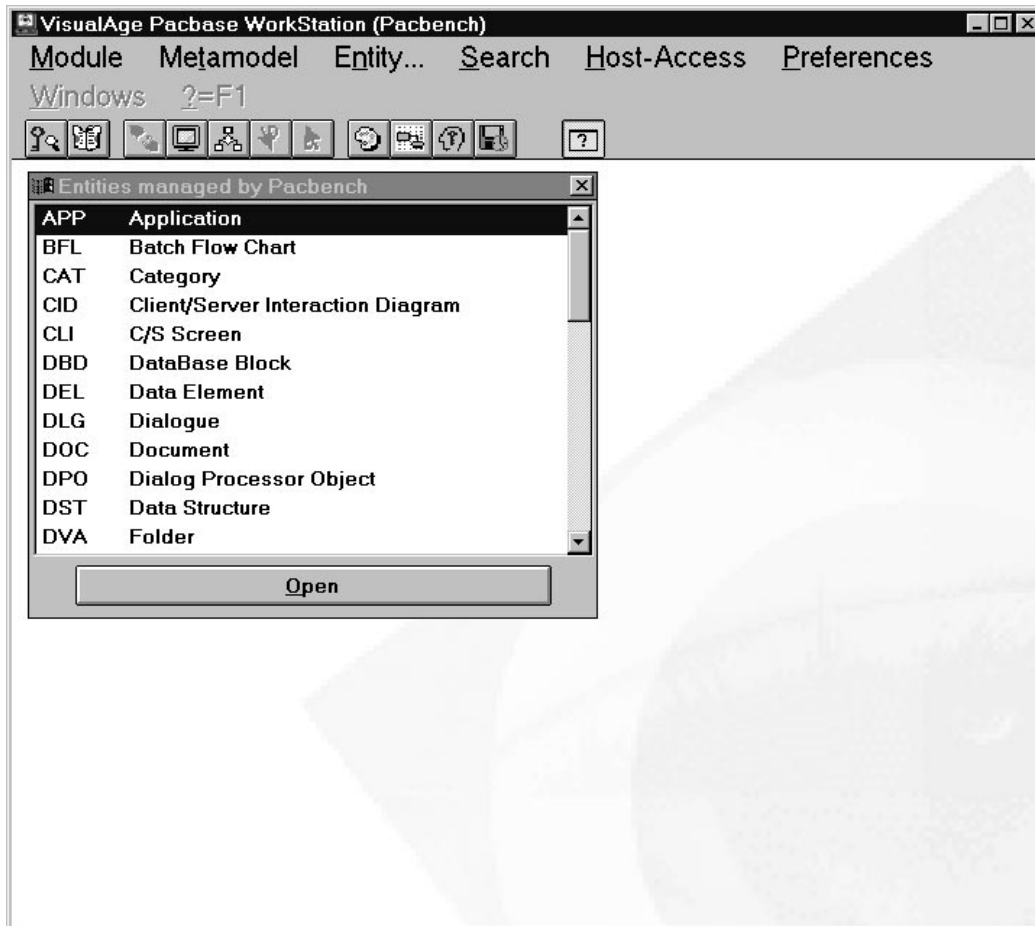 VisualAge Pacbase WorkStation (Pacbench)
Module Metamodel Entity... Search Host-Access Preferences
Windows ?=F1
Entities managed by Pacbench
APP Application
BFL Batch Flow Chart
CAT Category
CID Client/Server Interaction Diagram
CLI C/S Screen
DBD DataBase Block
DEL Data Element
DLG Dialogue
DOC Document
DPO Dialog Processor Object
DST Data Structure
DVA Folder
Open